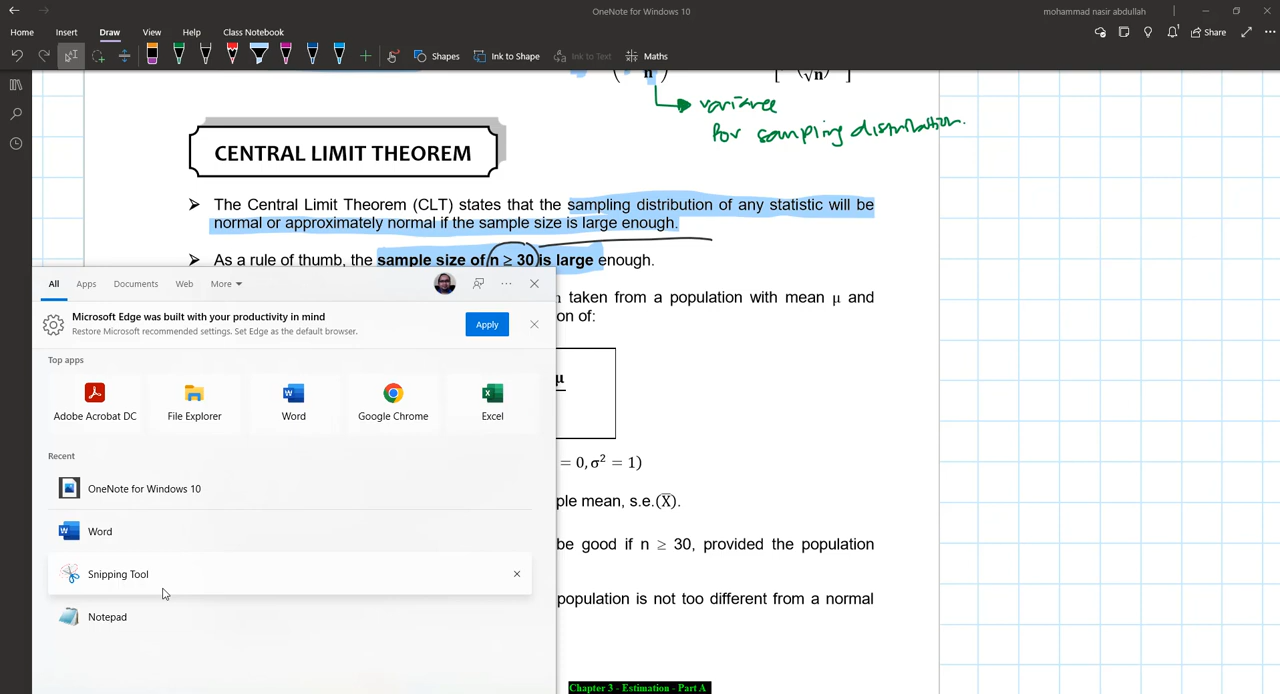 OneNote for Windows 10
mohammad nasir abdullah
Home Insert Draw View Help Class Notebook
Share
Shapes Ink to Shape Ink to Text Maths
n
(√n)
variance
for sampling distribution.
CENTRAL LIMIT THEOREM
➢ The Central Limit Theorem (CLT) states that the sampling distribution of any statistic will be
normal or approximately normal if the sample size is large enough.
➢ As a rule of thumb, the sample size of n ≥ 30 is large enough.
taken from a population with mean μ and
on of:
μ
= 0, σ² = 1)
ple mean, s.e.(X̅).
be good if n ≥ 30, provided the population
population is not too different from a normal
All Apps Documents Web More
Microsoft Edge was built with your productivity in mind
Restore Microsoft recommended settings. Set Edge as the default browser.
Apply
Top apps
Adobe Acrobat DC File Explorer Word Google Chrome Excel
Recent
OneNote for Windows 10
Word
Snipping Tool
Notepad
Chapter 3 - Estimation - Part A